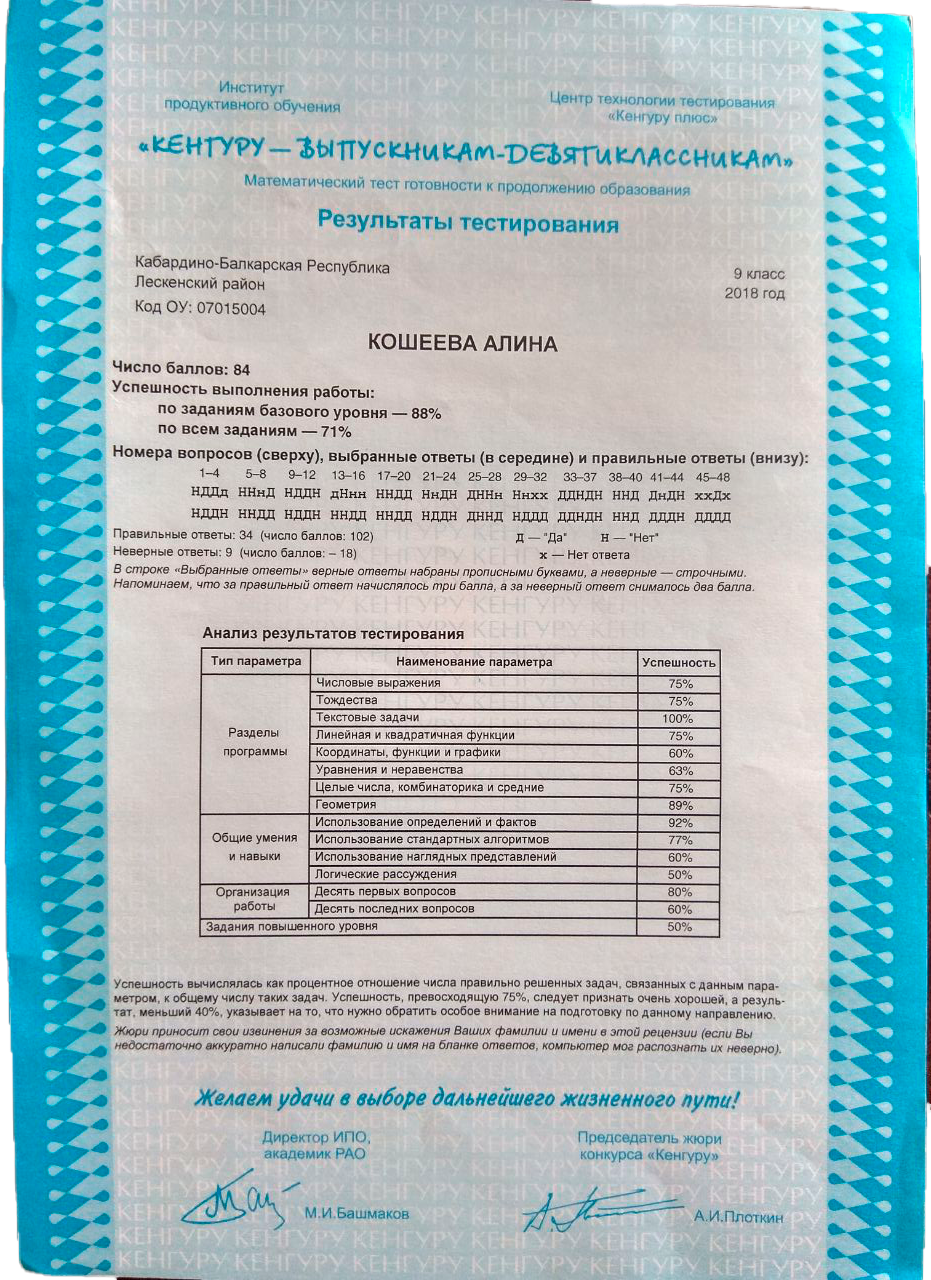 Институт
продуктивного обучения
Центр технологии тестирования
«Кенгуру плюс»
«КЕНГУРУ — ВЫПУСКНИКАМ-ДЕВЯТИКЛАССНИКАМ»
Математический тест готовности к продолжению образования
Результаты тестирования
Кабардино-Балкарская Республика
Лескенский район
Код ОУ: 07015004
9 класс
2018 год
КОШЕЕВА АЛИНА
Число баллов: 84
Успешность выполнения работы:
по заданиям базового уровня — 88%
по всем заданиям — 71%
Номера вопросов (сверху), выбранные ответы (в середине) и правильные ответы (внизу):
1–4 5–8 9–12 13–16 17–20 21–24 25–28 29–32 33–37 38–40 41–44 45–48
НДДд ННнД НДДН дНнн ННДД НнДН ДННн Ннхх ДДНДН ННД ДнДН ххДх
НДДН ННДД НДДН ННДД ННДД НДДН ДННД НДДД ДДНДН ННД ДДДН ДДДД
Правильные ответы: 34 (число баллов: 102) Д — "Да" Н — "Нет"
Неверные ответы: 9 (число баллов: – 18) х — Нет ответа
В строке «Выбранные ответы» верные ответы набраны прописными буквами, а неверные — строчными.
Напоминаем, что за правильный ответ начислялось три балла, а за неверный ответ снималось два балла.
Анализ результатов тестирования
Тип параметра Наименование параметра Успешность
Разделы программы
Числовые выражения 75%
Тождества 75%
Текстовые задачи 100%
Линейная и квадратичная функции 75%
Координаты, функции и графики 60%
Уравнения и неравенства 63%
Целые числа, комбинаторика и средние 75%
Геометрия 89%
Общие умения и навыки
Использование определений и фактов 92%
Использование стандартных алгоритмов 77%
Использование наглядных представлений 60%
Логические рассуждения 50%
Организация работы
Десять первых вопросов 80%
Десять последних вопросов 60%
Задания повышенного уровня 50%
Успешность вычислялась как процентное отношение числа правильно решенных задач, связанных с данным пара-
метром, к общему числу таких задач. Успешность, превосходящую 75%, следует признать очень хорошей, а резуль-
тат, меньший 40%, указывает на то, что нужно обратить особое внимание на подготовку по данному направлению.
Жюри приносит свои извинения за возможные искажения Ваших фамилии и имени в этой рецензии (если Вы
недостаточно аккуратно написали фамилию и имя на бланке ответов, компьютер мог распознать их неверно).
Желаем удачи в выборе дальнейшего жизненного пути!
Директор ИПО,
академик РАО
М.И.Башмаков
Председатель жюри
конкурса «Кенгуру»
А.И.Плоткин